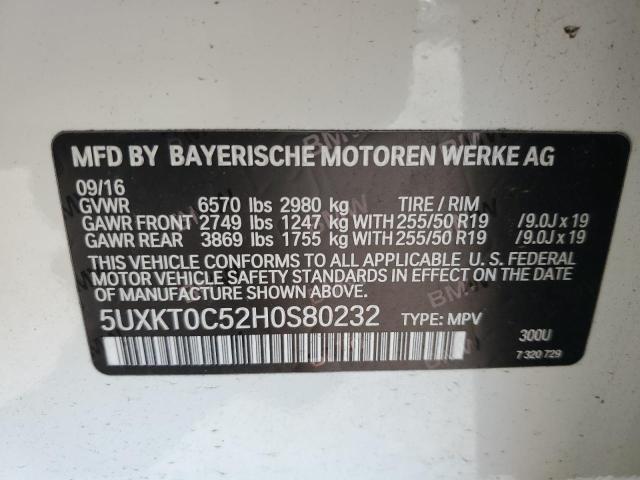 MFD BY BAYERISCHE MOTOREN WERKE AG
09/16
GVWR 6570 lbs 2980 kg TIRE / RIM
GAWR FRONT 2749 lbs 1247 kg WITH 255/50 R19 /9.0J x 19
GAWR REAR 3869 lbs 1755 kg WITH 255/50 R19 /9.0J x 19
THIS VEHICLE CONFORMS TO ALL APPLICABLE U. S. FEDERAL
MOTOR VEHICLE SAFETY STANDARDS IN EFFECT ON THE DATE
OF MANUFACTURE SHOWN ABOVE.
5UXKT0C52H0S80232 TYPE: MPV
300U
7 320 729